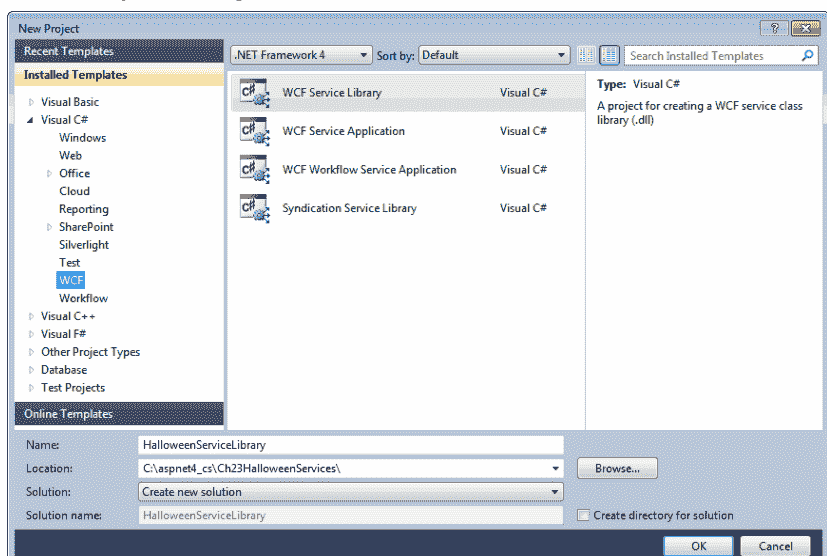 New Project
Recent Templates
.NET Framework 4 Sort by: Default Search Installed Templates
Installed Templates
Visual Basic
Visual C#
Windows
Web
Office
Cloud
Reporting
SharePoint
Silverlight
Test
WCF
Workflow
Visual C++
Visual F#
Other Project Types
Database
Test Projects
Online Templates
WCF Service Library Visual C#
WCF Service Application Visual C#
WCF Workflow Service Application Visual C#
Syndication Service Library Visual C#
Type: Visual C#
A project for creating a WCF service class
library (.dll)
Name: HalloweenServiceLibrary
Location: C:\aspnet4_cs\Ch23HalloweenServices\ Browse...
Solution: Create new solution
Solution name: HalloweenServiceLibrary Create directory for solution
OK Cancel